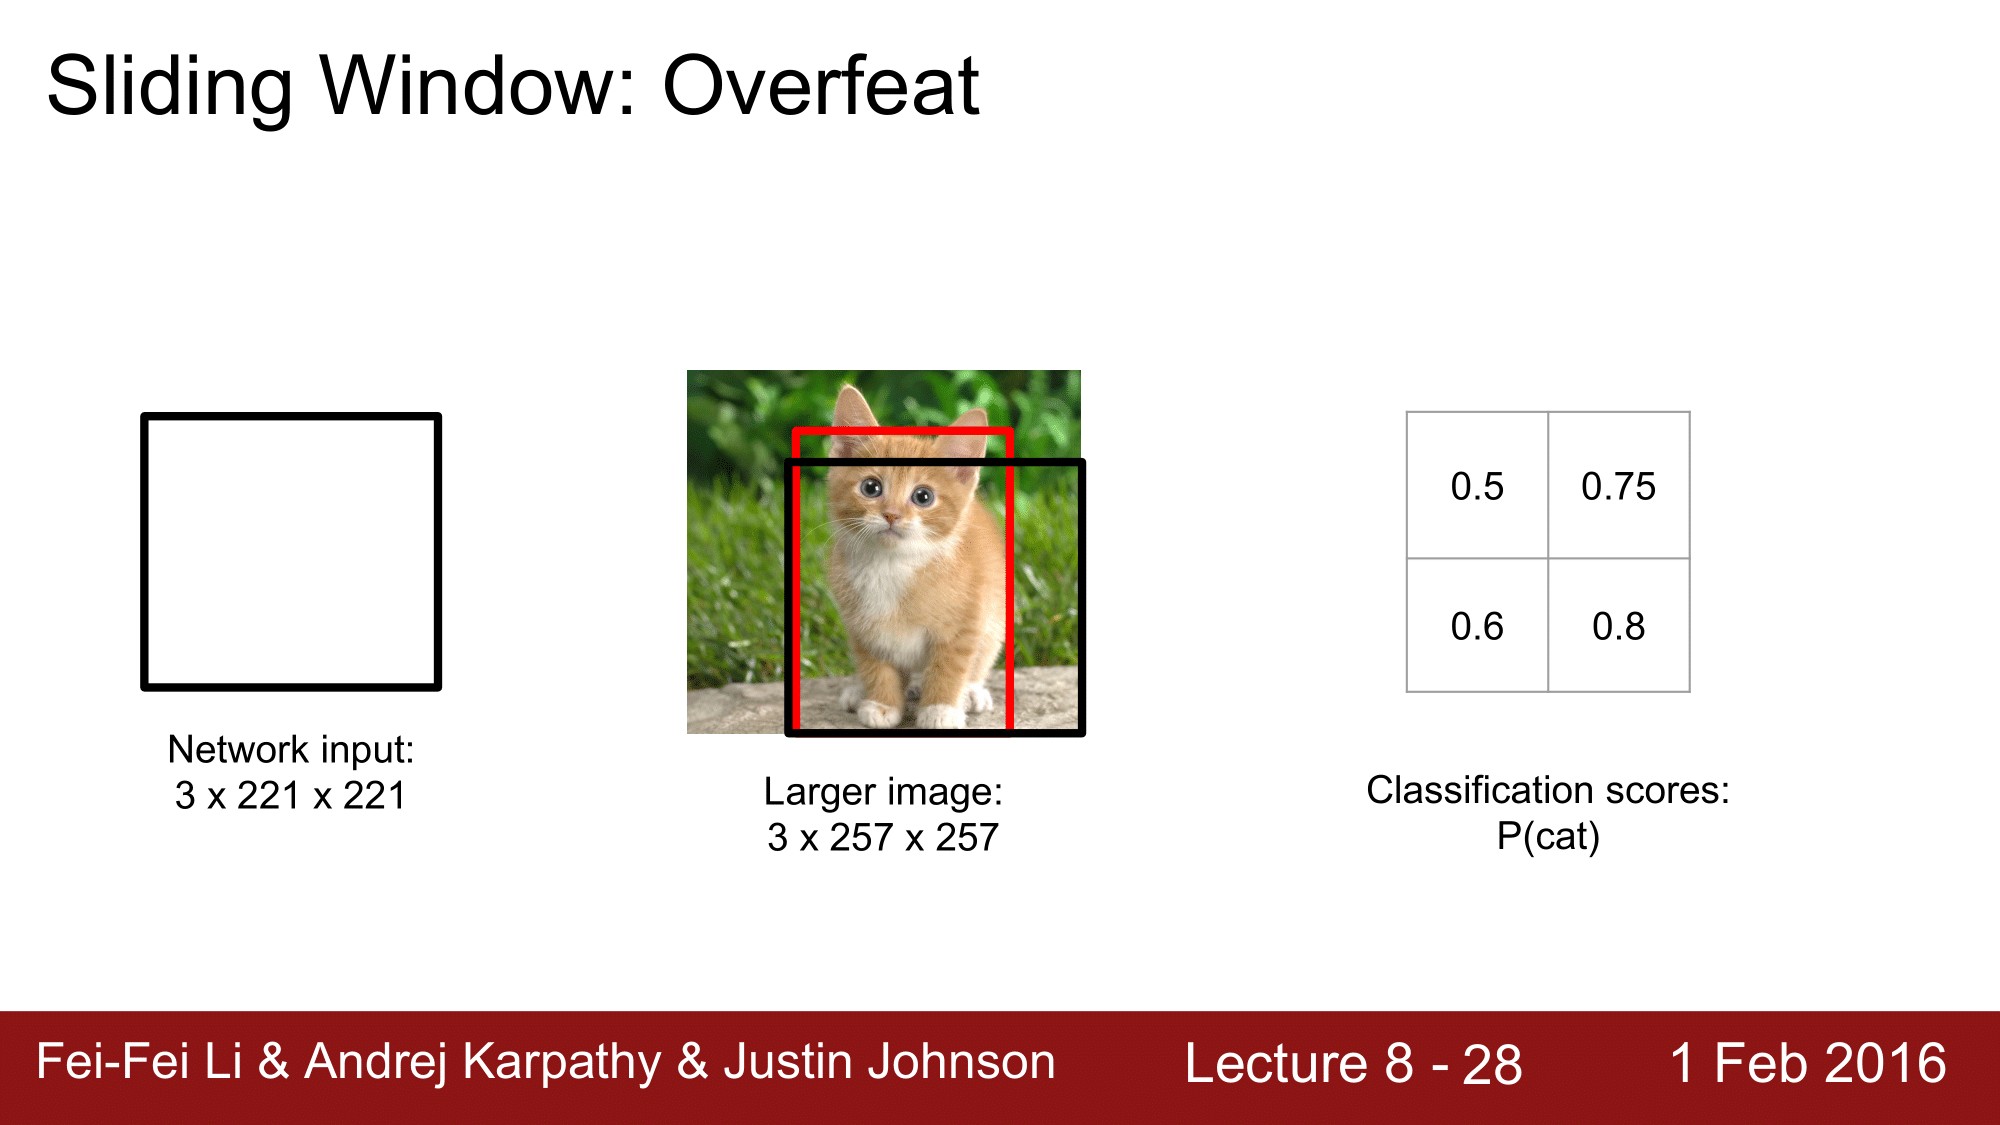 Sliding Window: Overfeat
Network input:
3 x 221 x 221
Larger image:
3 x 257 x 257
0.5 0.75
0.6 0.8
Classification scores:
P(cat)
Fei-Fei Li & Andrej Karpathy & Justin Johnson Lecture 8 - 28 1 Feb 2016